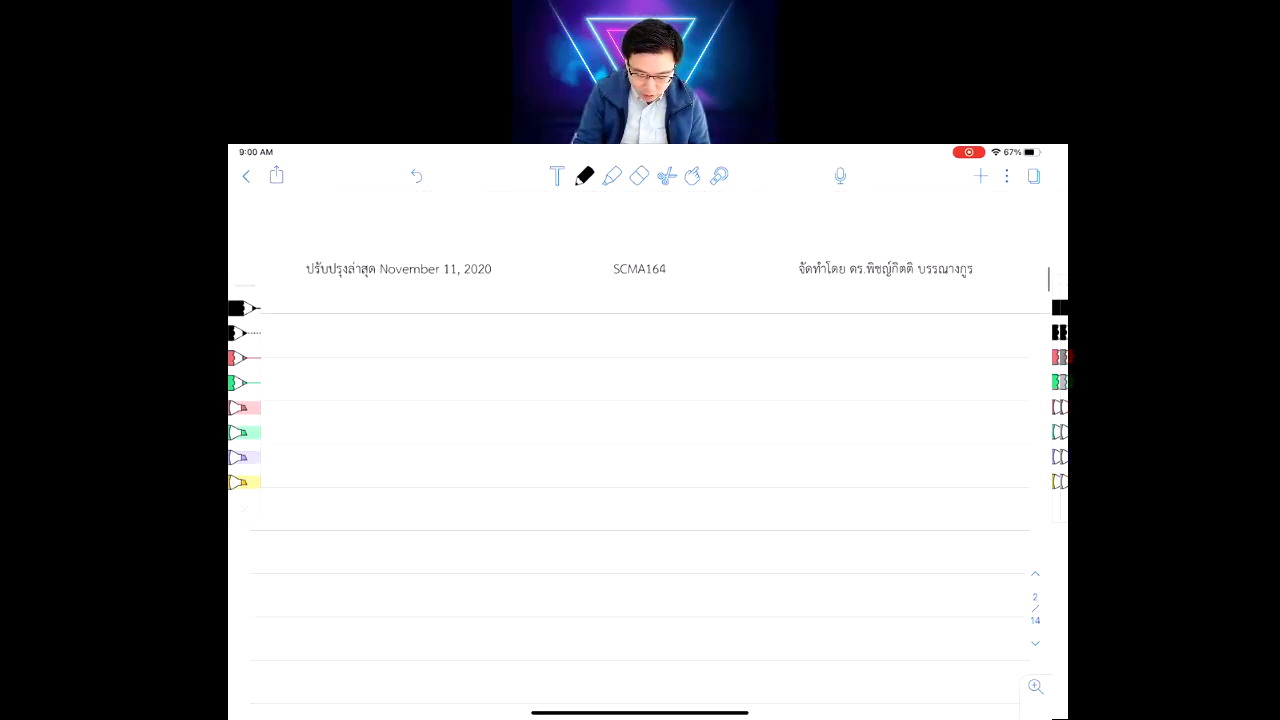 9:00 AM
67%
T
ปรับปรุงล่าสุด November 11, 2020
SCMA164
จัดทำโดย ดร.พิชญ์กิตติ บรรณางกูร
2
/
14